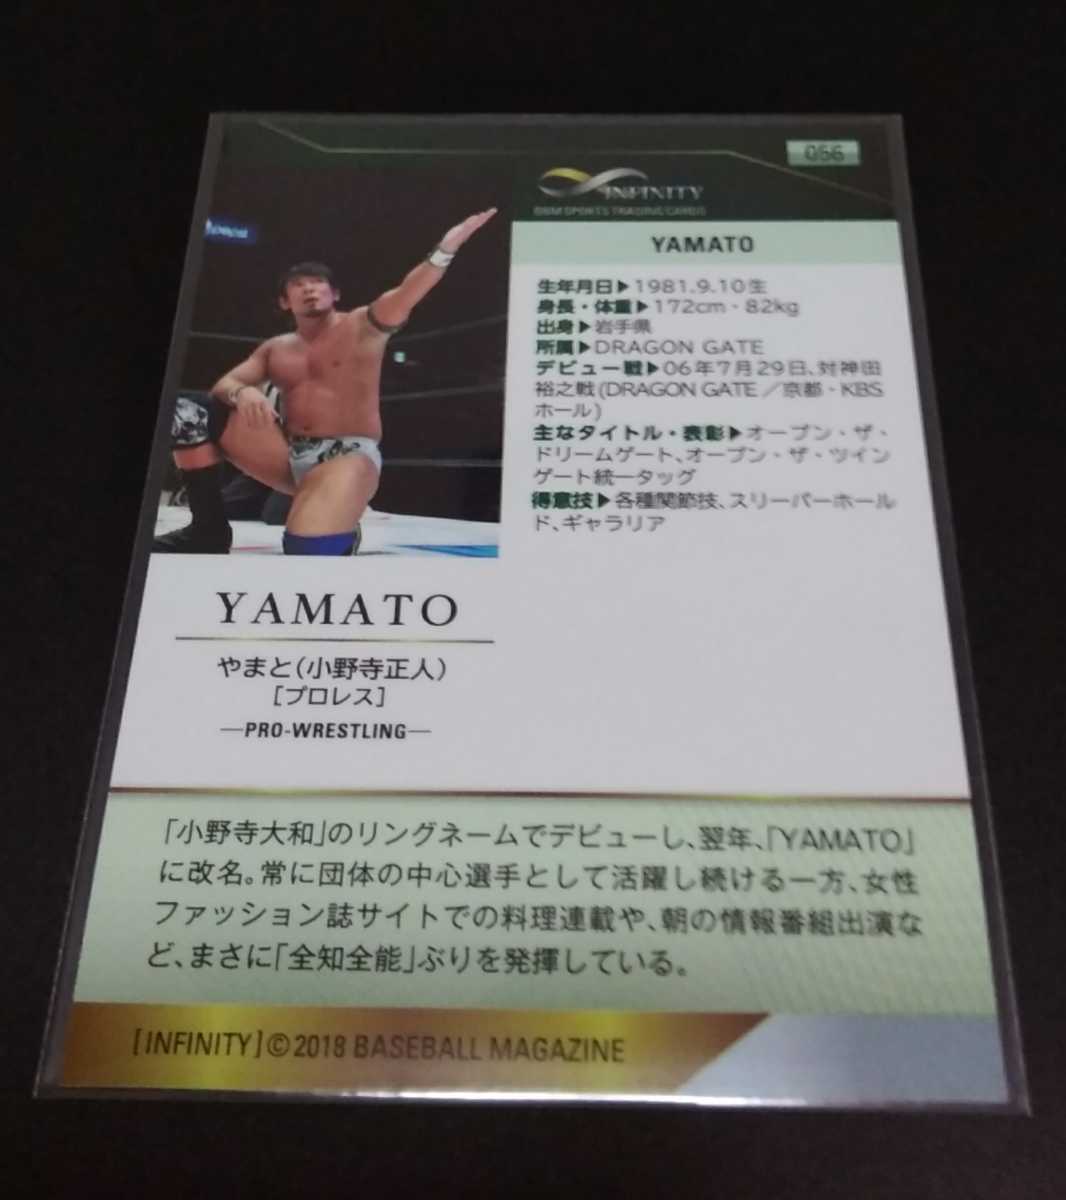 056
INFINITY
BBM SPORTS TRADING CARDS
YAMATO
生年月日▶1981.9.10生
身長・体重▶172cm・82kg
出身▶岩手県
所属▶DRAGON GATE
デビュー戦▶06年7月29日、対神田
裕之戦(DRAGON GATE／京都・KBS
ホール)
主なタイトル・表彰▶オープン・ザ・
ドリームゲート、オープン・ザ・ツイン
ゲート統一タッグ
得意技▶各種関節技、スリーパーホール
ド、ギャラリア
YAMATO
やまと(小野寺正人)
[プロレス]
—PRO-WRESTLING—
「小野寺大和」のリングネームでデビューし、翌年、「YAMATO」
に改名。常に団体の中心選手として活躍し続ける一方、女性
ファッション誌サイトでの料理連載や、朝の情報番組出演な
ど、まさに「全知全能」ぶりを発揮している。
[INFINITY]©2018 BASEBALL MAGAZINE